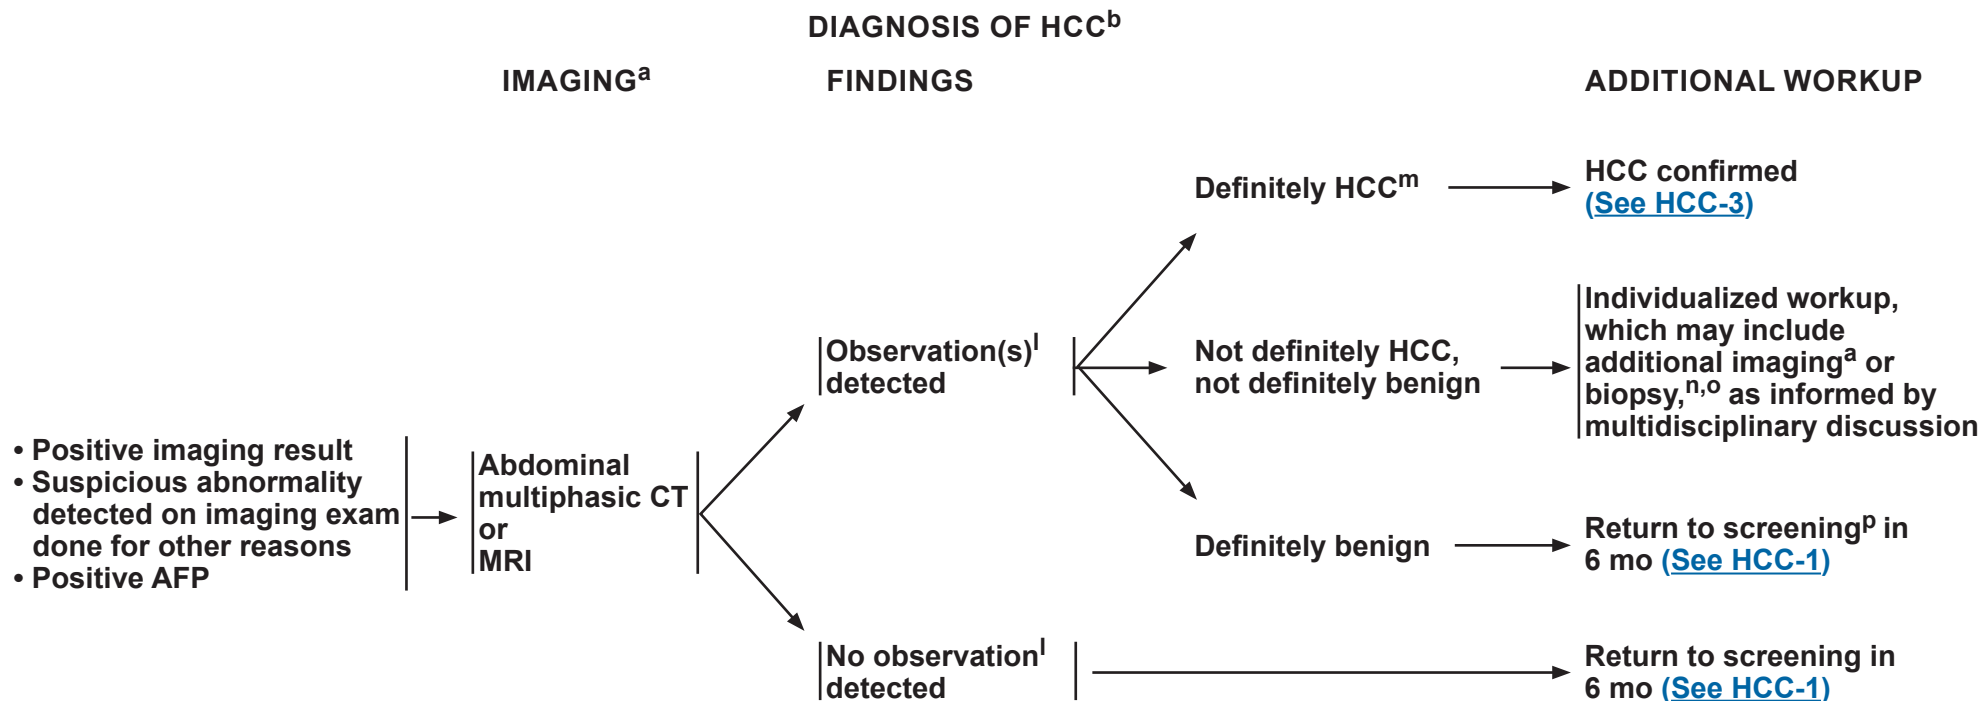 DIAGNOSIS OF HCCb
IMAGINGa
FINDINGS
ADDITIONAL WORKUP
• Positive imaging result
• Suspicious abnormality
detected on imaging exam
done for other reasons
• Positive AFP
Abdominal
multiphasic CT
or
MRI
Observation(s)l
detected
No observationl
detected
Definitely HCCm
Not definitely HCC,
not definitely benign
Definitely benign
HCC confirmed
(See HCC-3)
Individualized workup,
which may include
additional imaginga or
biopsy,n,o as informed by
multidisciplinary discussion
Return to screeningp in
6 mo (See HCC-1)
Return to screening in
6 mo (See HCC-1)